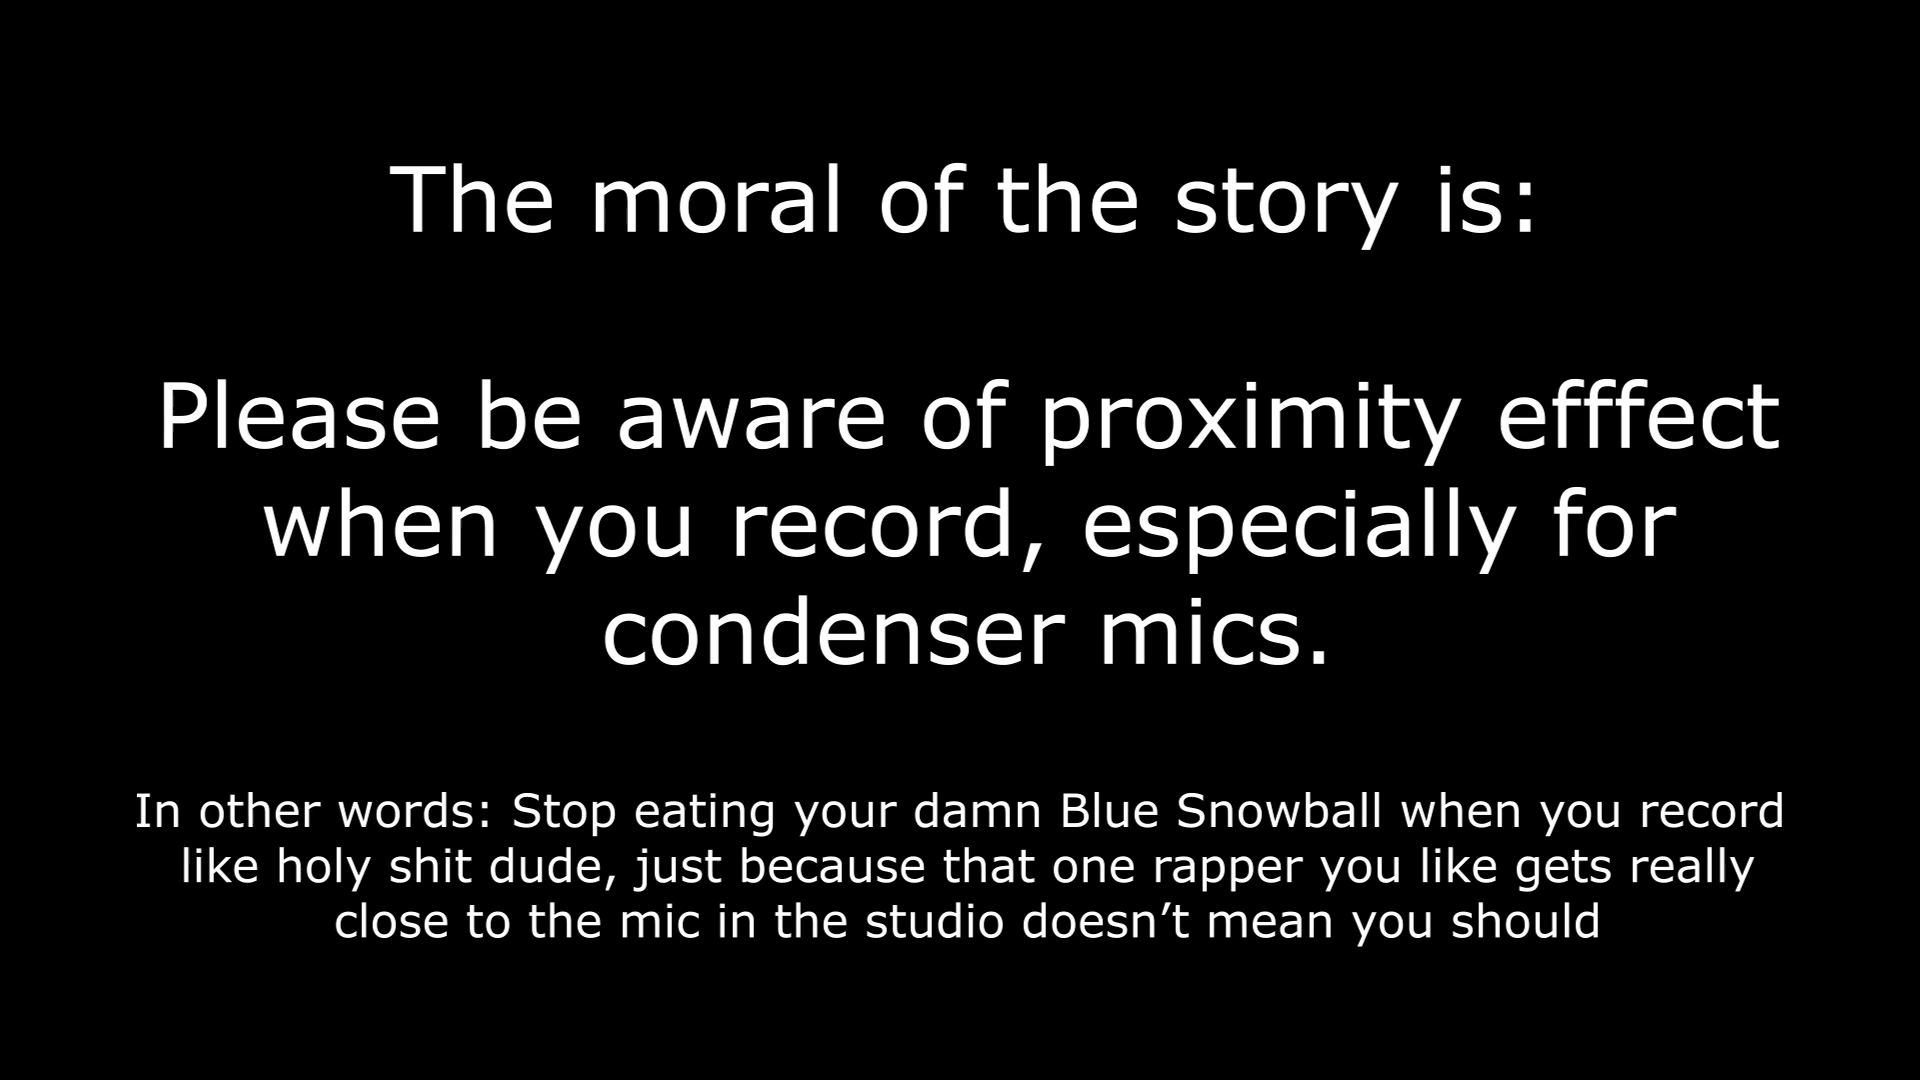 The moral of the story is:
Please be aware of proximity efffect
when you record, especially for
condenser mics.
In other words: Stop eating your damn Blue Snowball when you record
like holy shit dude, just because that one rapper you like gets really
close to the mic in the studio doesn’t mean you should